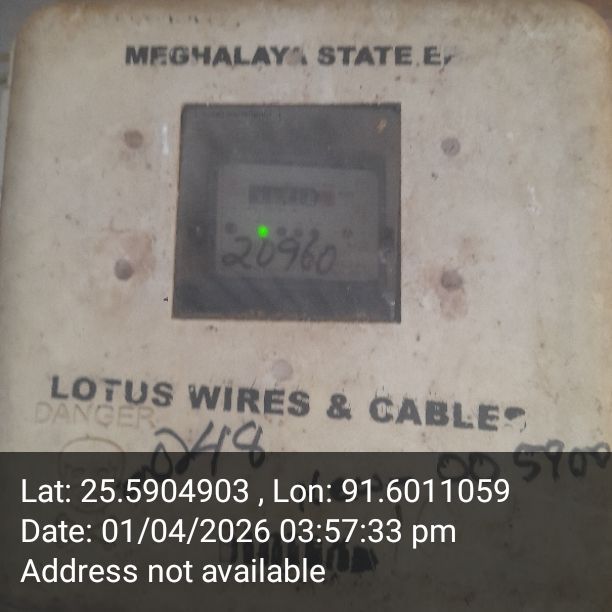 MEGHALAYA STATE
20960
LOTUS WIRES & CABLES
DANGER
D48
Lat: 25.5904903 , Lon: 91.6011059
Date: 01/04/2026 03:57:33 pm
Address not available